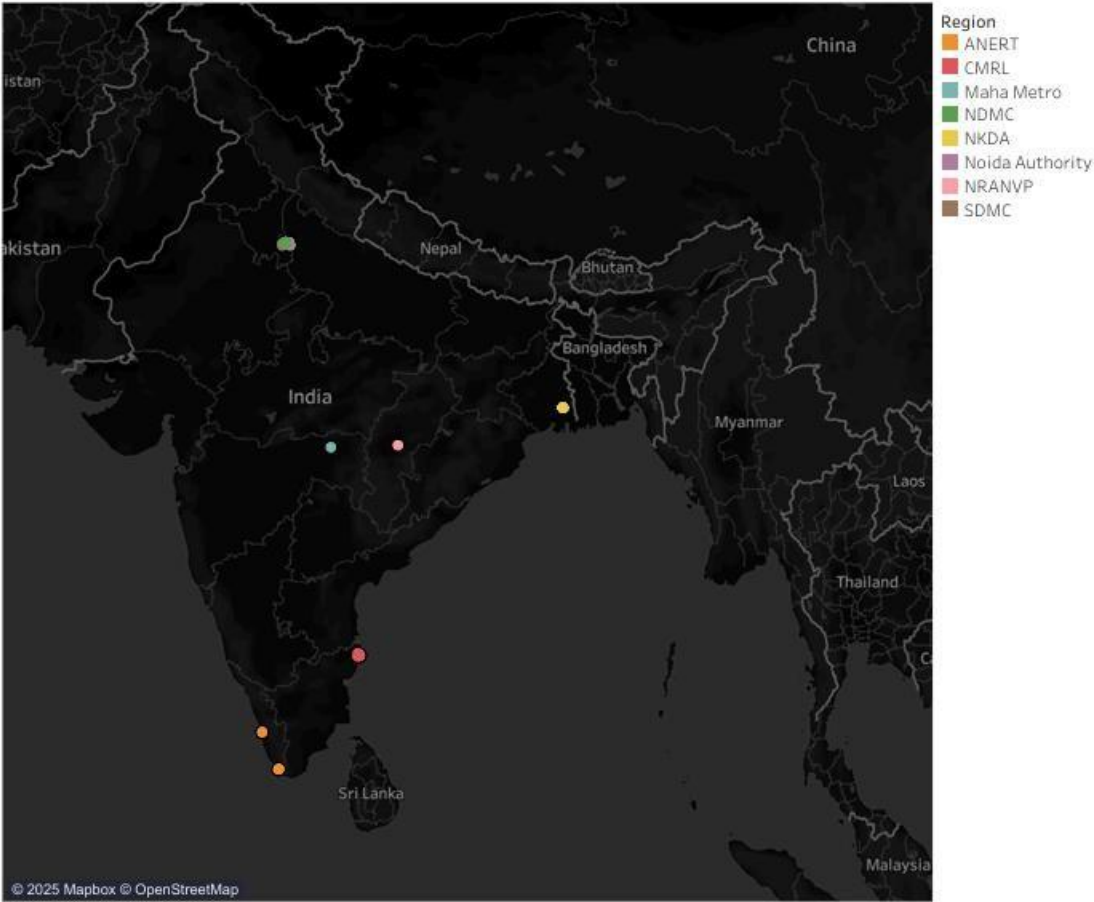 China
istan
akistan
Nepal
Bhutan
Bangladesh
India
Myanmar
Laos
Thailand
C
Sri Lanka
Malaysia
© 2025 Mapbox © OpenStreetMap
Region
ANERT
CMRL
Maha Metro
NDMC
NKDA
Noida Authority
NRANVP
SDMC